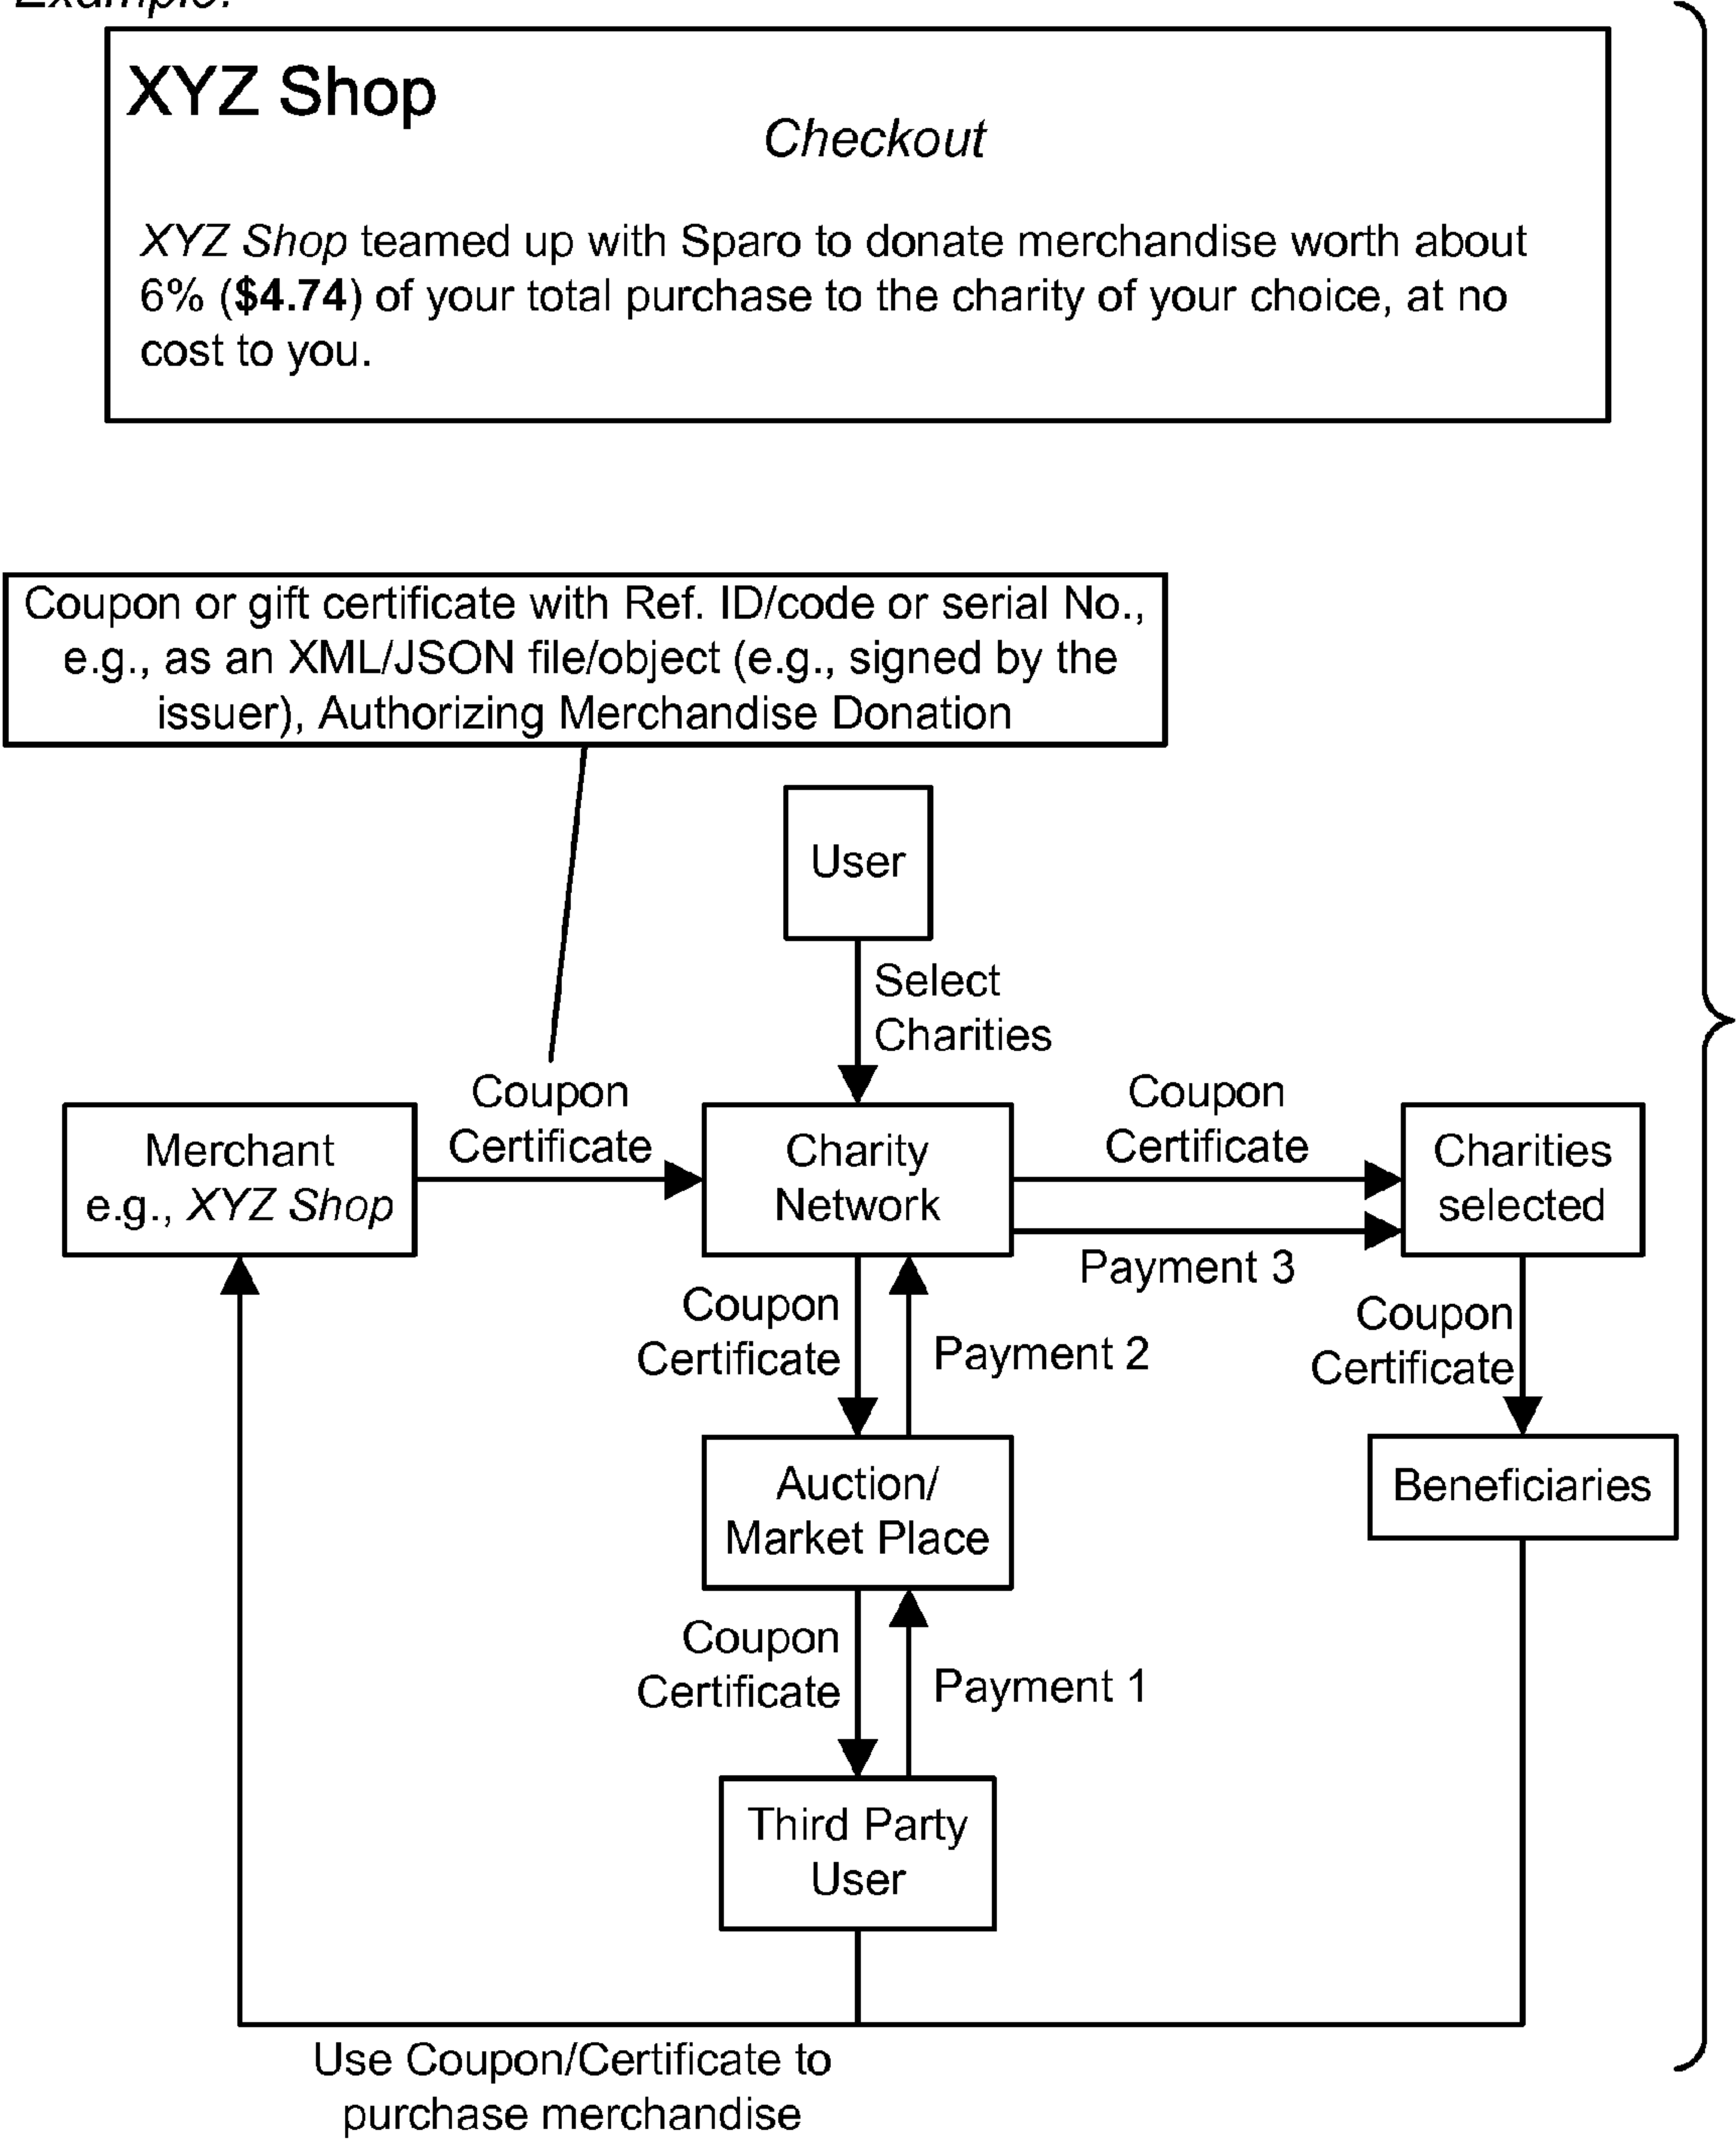 Example:
XYZ Shop
Checkout
XYZ Shop teamed up with Sparo to donate merchandise worth about
6% ($4.74) of your total purchase to the charity of your choice, at no
cost to you.
Coupon or gift certificate with Ref. ID/code or serial No.,
e.g., as an XML/JSON file/object (e.g., signed by the
issuer), Authorizing Merchandise Donation
User
Select
Charities
Merchant
e.g., XYZ Shop
Coupon
Certificate
Charity
Network
Coupon
Certificate
Payment 3
Charities
selected
Coupon
Certificate
Payment 2
Coupon
Certificate
Auction/
Market Place
Beneficiaries
Coupon
Certificate
Payment 1
Third Party
User
Use Coupon/Certificate to
purchase merchandise